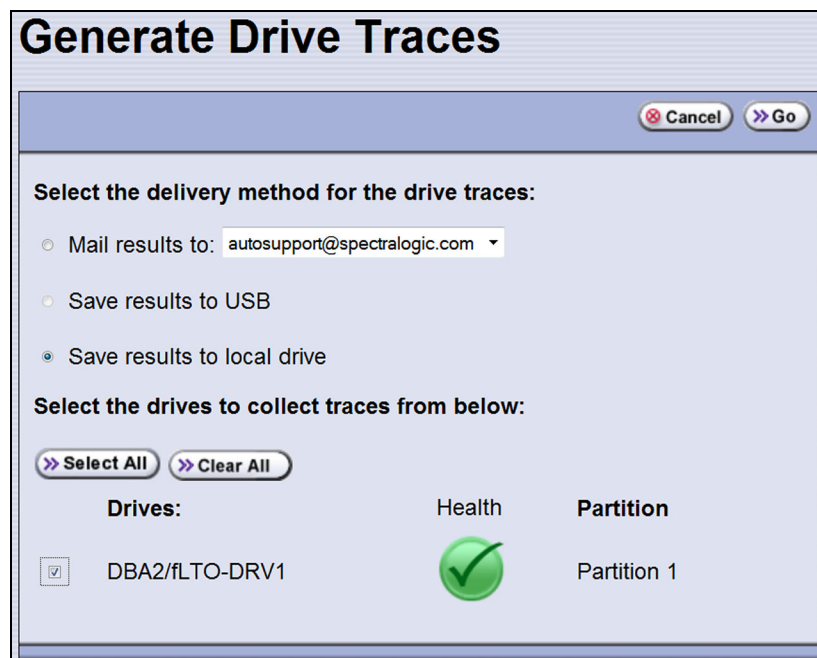 Generate Drive Traces
Cancel Go
Select the delivery method for the drive traces:
Mail results to: autosupport@spectralogic.com
Save results to USB
Save results to local drive
Select the drives to collect traces from below:
Select All Clear All
Drives: Health Partition
DBA2/fLTO-DRV1 Partition 1